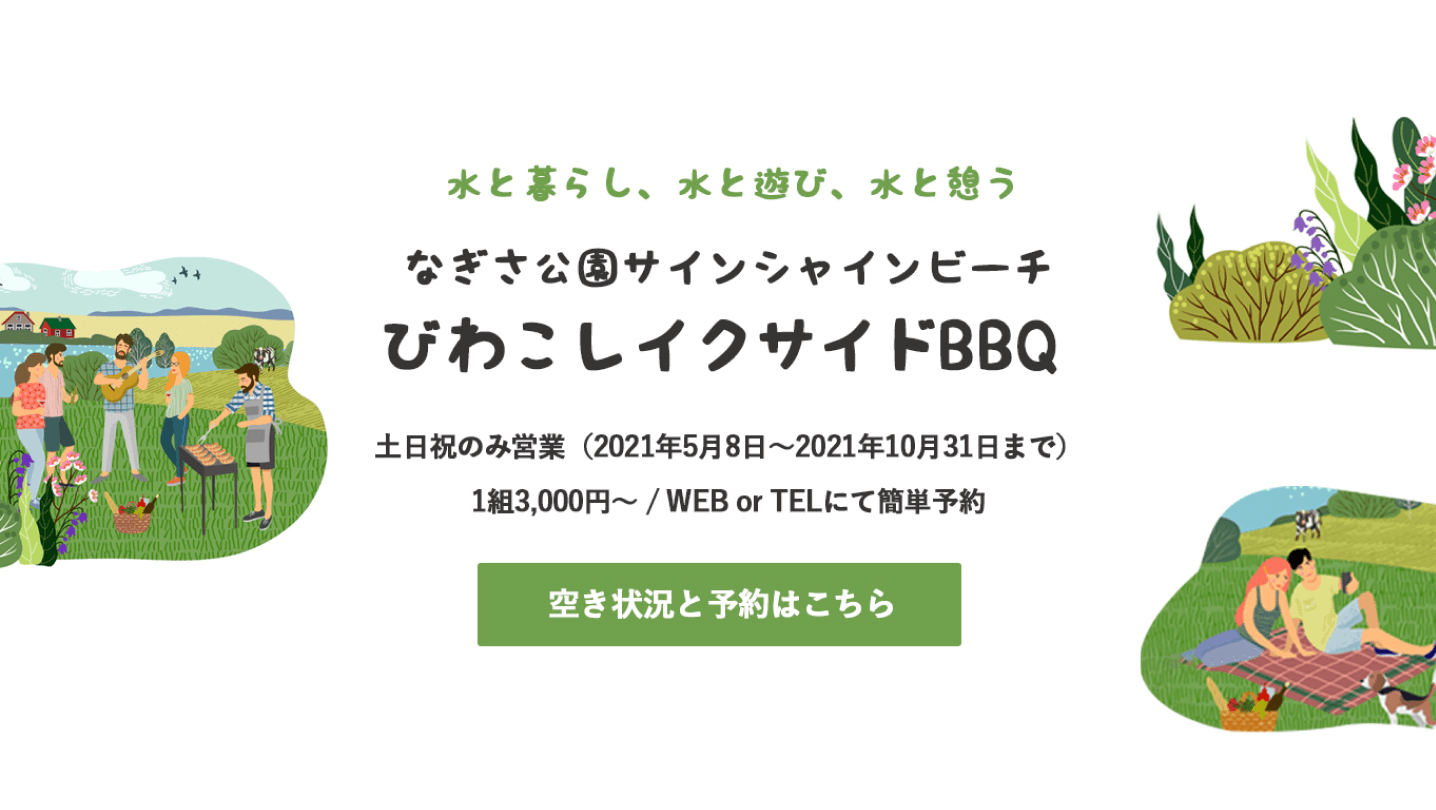 水と暮らし、水と遊び、水と憩う
なぎさ公園サインシャインビーチ
びわこレイクサイドBBQ
土日祝のみ営業（2021年5月8日～2021年10月31日まで）
1組3,000円～ / WEB or TELにて簡単予約
空き状況と予約はこちら